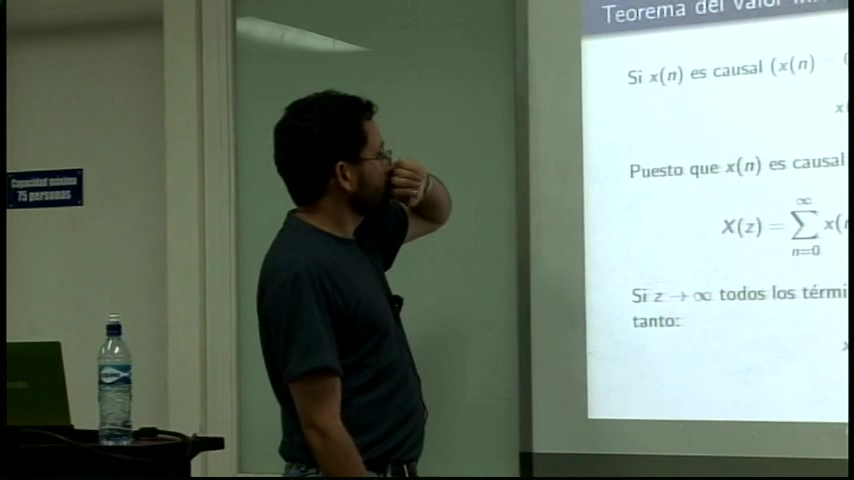 Teorema del valor
Si x(n) es causal (x(n)
Puesto que x(n) es causal
X(z) = ∑ x(
∞
n=0
Si z → ∞ todos los térmi
tanto:
Capacidad máxima
75 personas